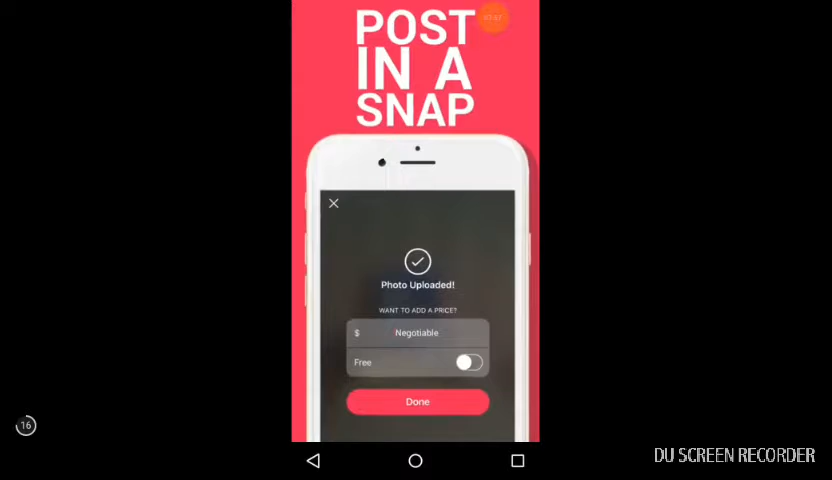 POST
IN A
SNAP
Photo Uploaded!
WANT TO ADD A PRICE?
$ Negotiable
Free
Done
16
DU SCREEN RECORDER